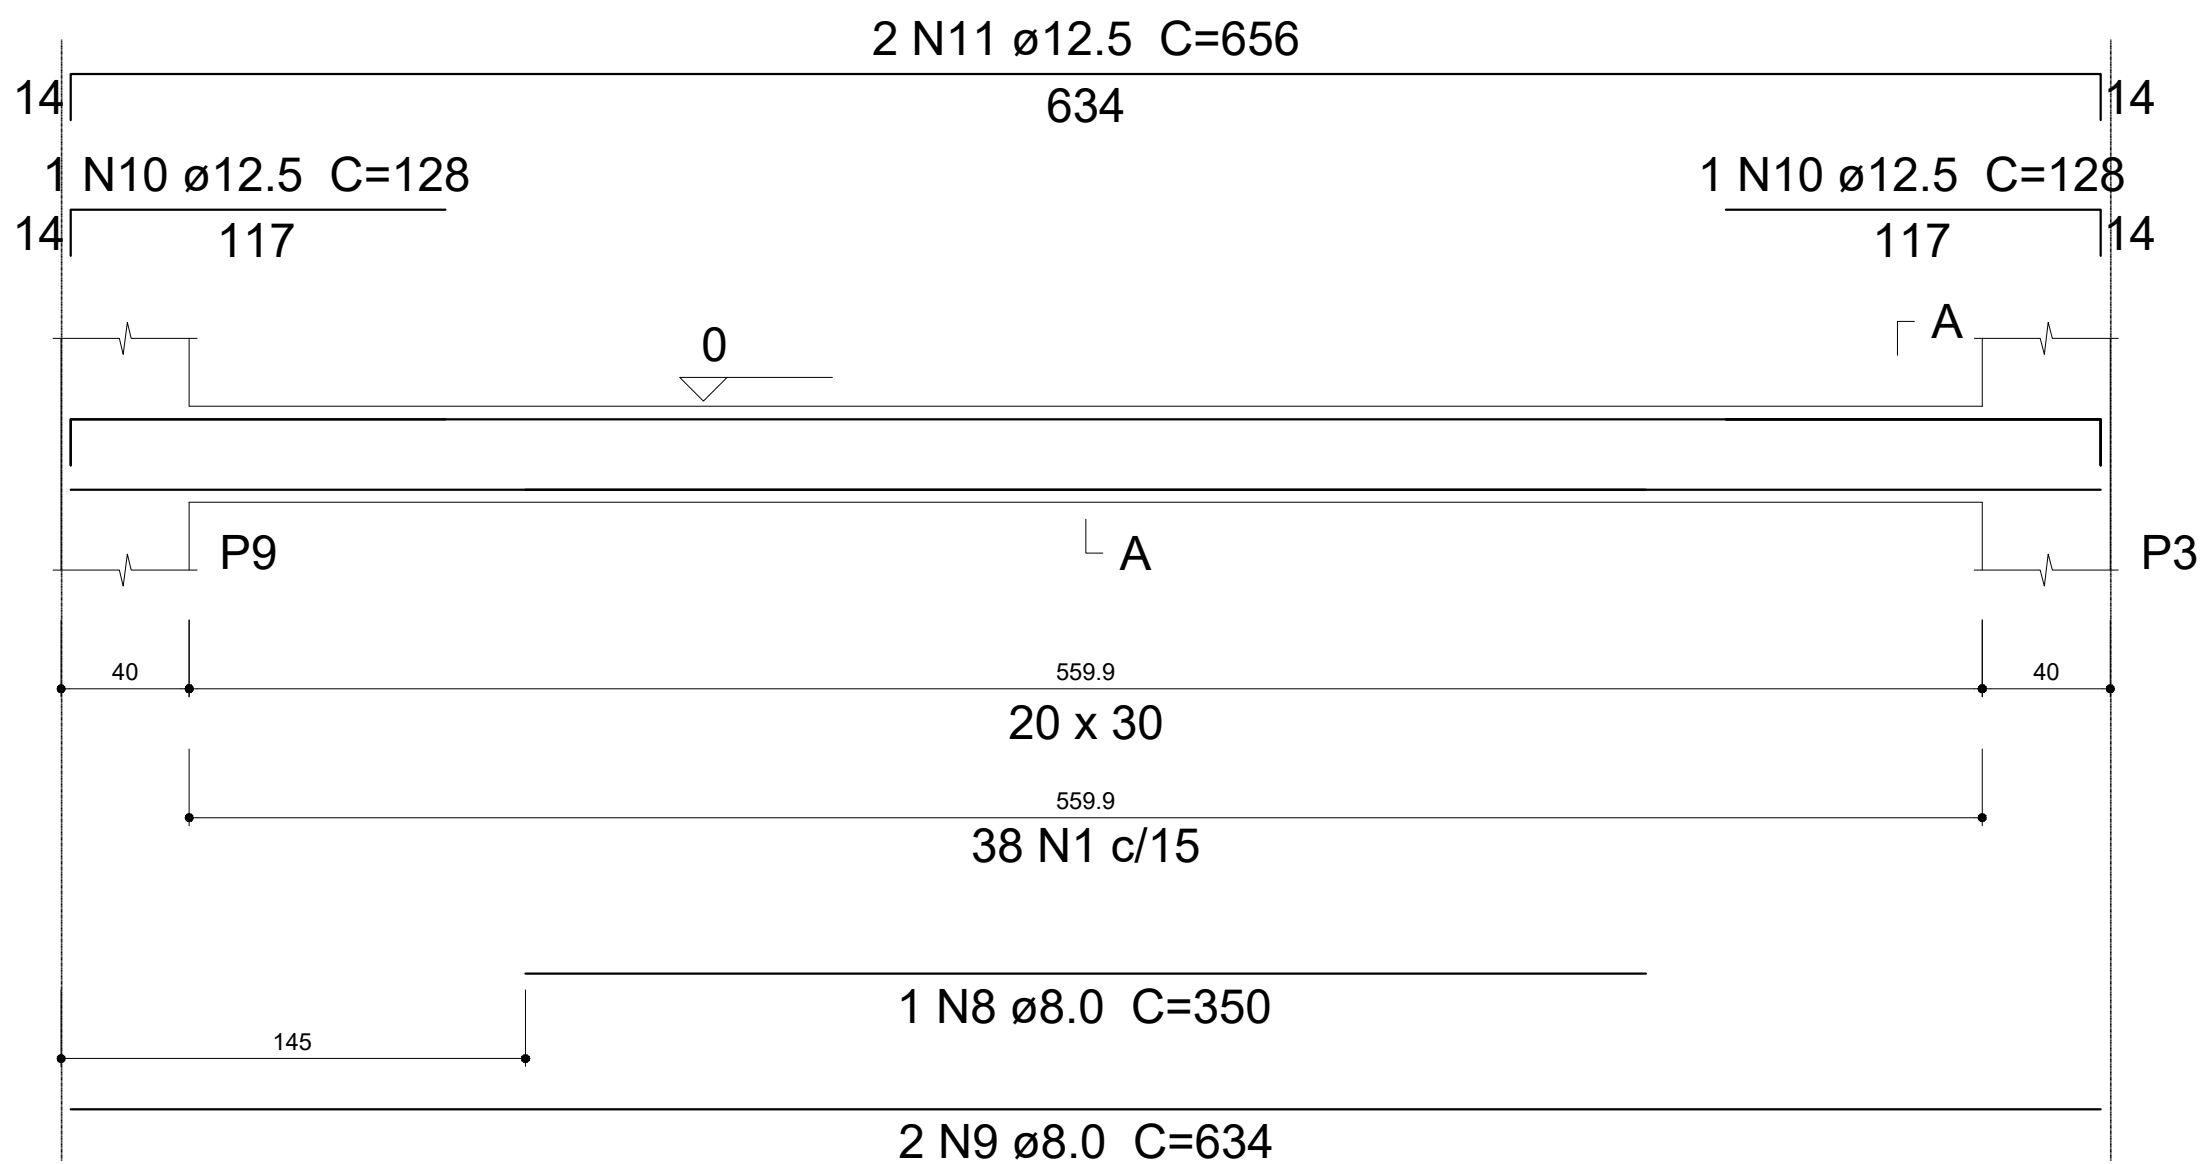 2 N11 ø12.5 C=656
14 634 14
1 N10 ø12.5 C=128 1 N10 ø12.5 C=128
14 117 117 14
A
0
P9 A P3
40 559.9 40
20 x 30
559.9
38 N1 c/15
1 N8 ø8.0 C=350
145
2 N9 ø8.0 C=634